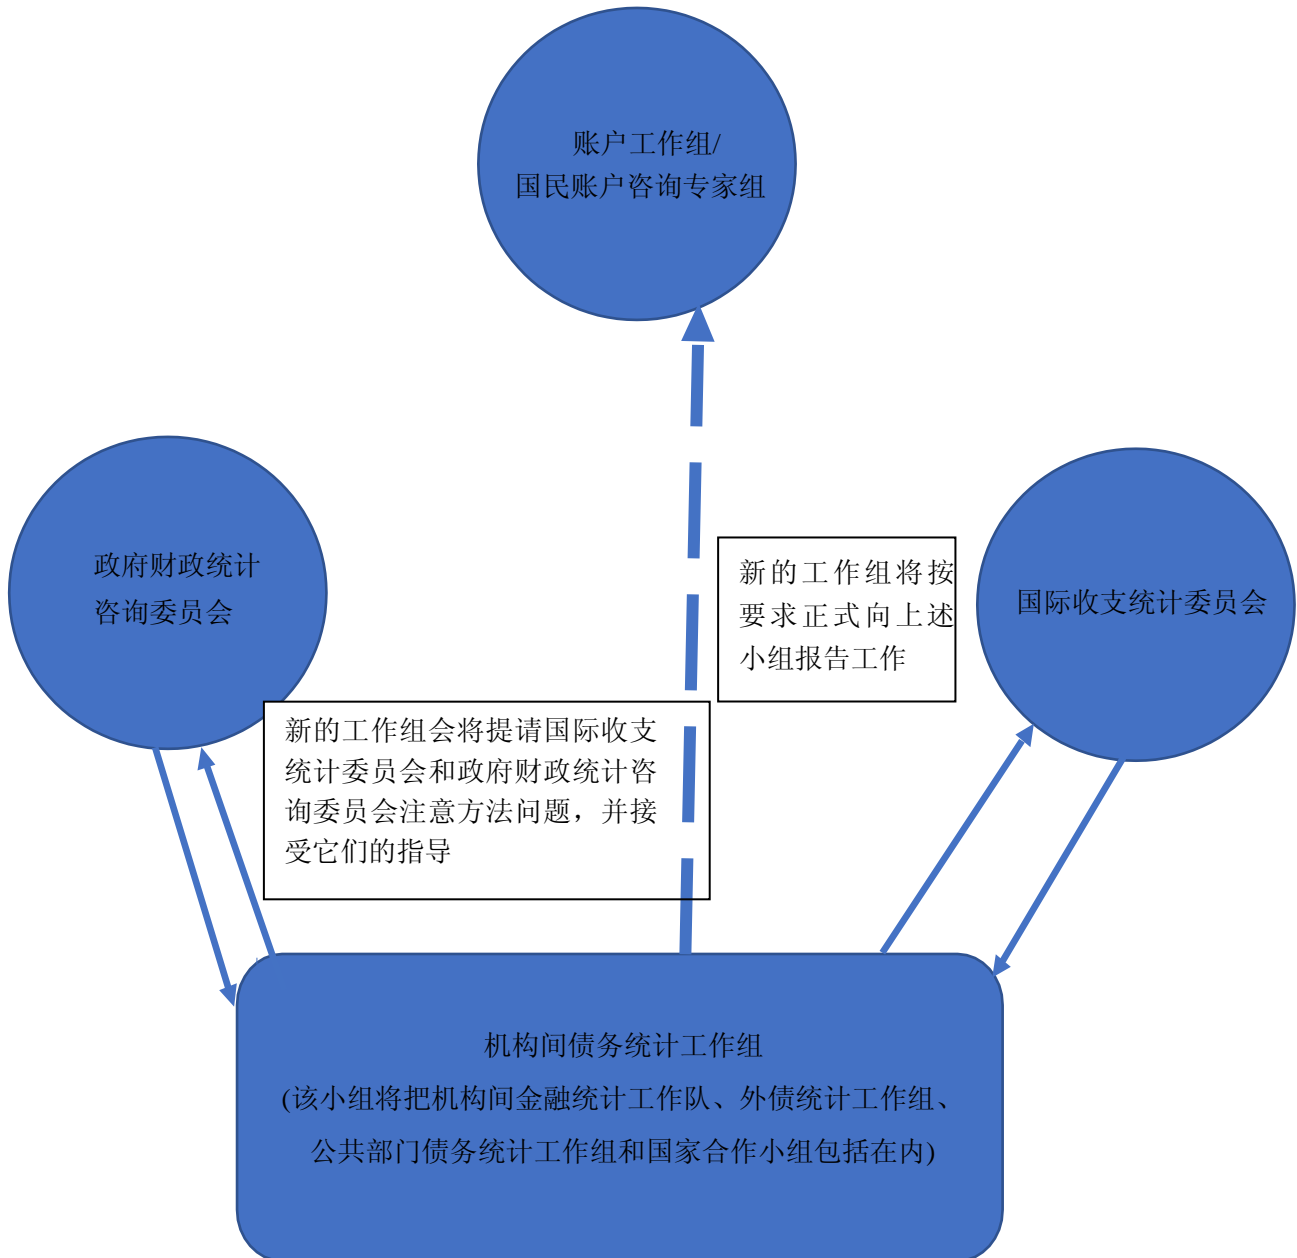 账户工作组/
国民账户咨询专家组
政府财政统计
咨询委员会
新的工作组将按
要求正式向上述
小组报告工作
国际收支统计委员会
新的工作组会将提请国际收支
统计委员会和政府财政统计咨
询委员会注意方法问题，并接
受它们的指导
机构间债务统计工作组
(该小组将把机构间金融统计工作队、外债统计工作组、
公共部门债务统计工作组和国家合作小组包括在内)